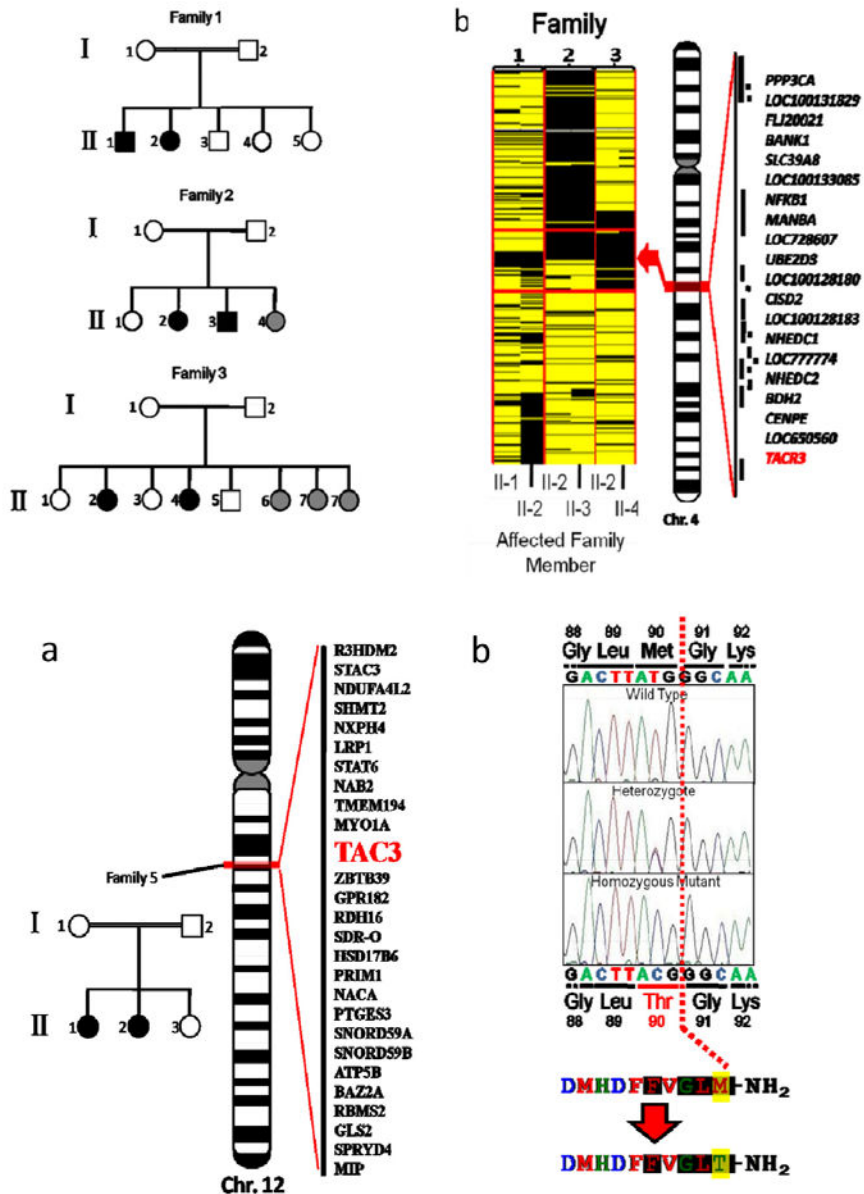 Family 1
I
1 2
II
1 2 3 4 5
Family 2
I
1 2
II
1 2 3 4
Family 3
I
1 2
II
1 2 3 4 5 6 7 7
b
Family
1 2 3
II-1 II-2 II-2
II-2 II-3 II-4
Affected Family
Member
Chr. 4
PPP3CA
LOC100131829
FLJ20021
BANK1
SLC39A8
LOC100133085
NFKB1
MANBA
LOC728607
UBE2D3
LOC100128180
CISD2
LOC100128183
NHEDC1
LOC777774
NHEDC2
BDH2
CENPE
LOC650560
TACR3
a
Family 5
I
1 2
II
1 2 3
Chr. 12
R3HDM2
STAC3
NDUFA4L2
SHMT2
NXPH4
LRP1
STAT6
NAB2
TMEM194
MYO1A
TAC3
ZBTB39
GPR182
RDH16
SDR-O
HSD17B6
PRIM1
NACA
PTGES3
SNORD59A
SNORD59B
ATP5B
BAZ2A
RBMS2
GLS2
SPRYD4
MIP
b
88 89 90 91 92
Gly Leu Met Gly Lys
GACTTATGGGCAA
Wild Type
Heterozygote
Homozygous Mutant
GACTTACGGGCAA
Gly Leu Thr Gly Lys
88 89 90 91 92
DMHDFFVGLM-NH2
DMHDFFVGLT-NH2